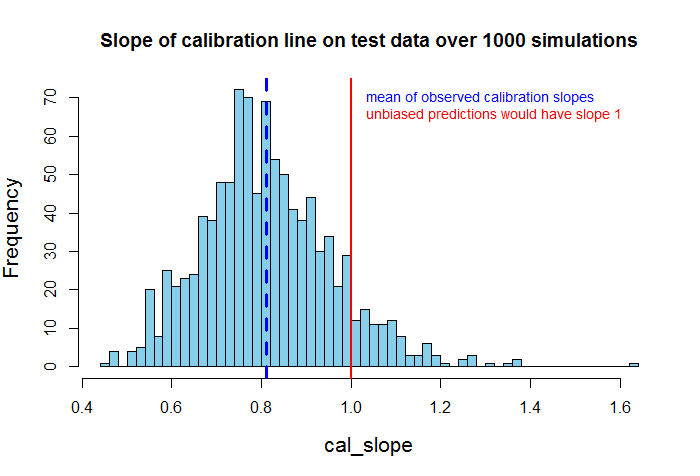 Slope of calibration line on test data over 1000 simulations
mean of observed calibration slopes
unbiased predictions would have slope 1
Frequency
70
60
50
40
30
20
10
0
0.4 0.6 0.8 1.0 1.2 1.4 1.6
cal_slope